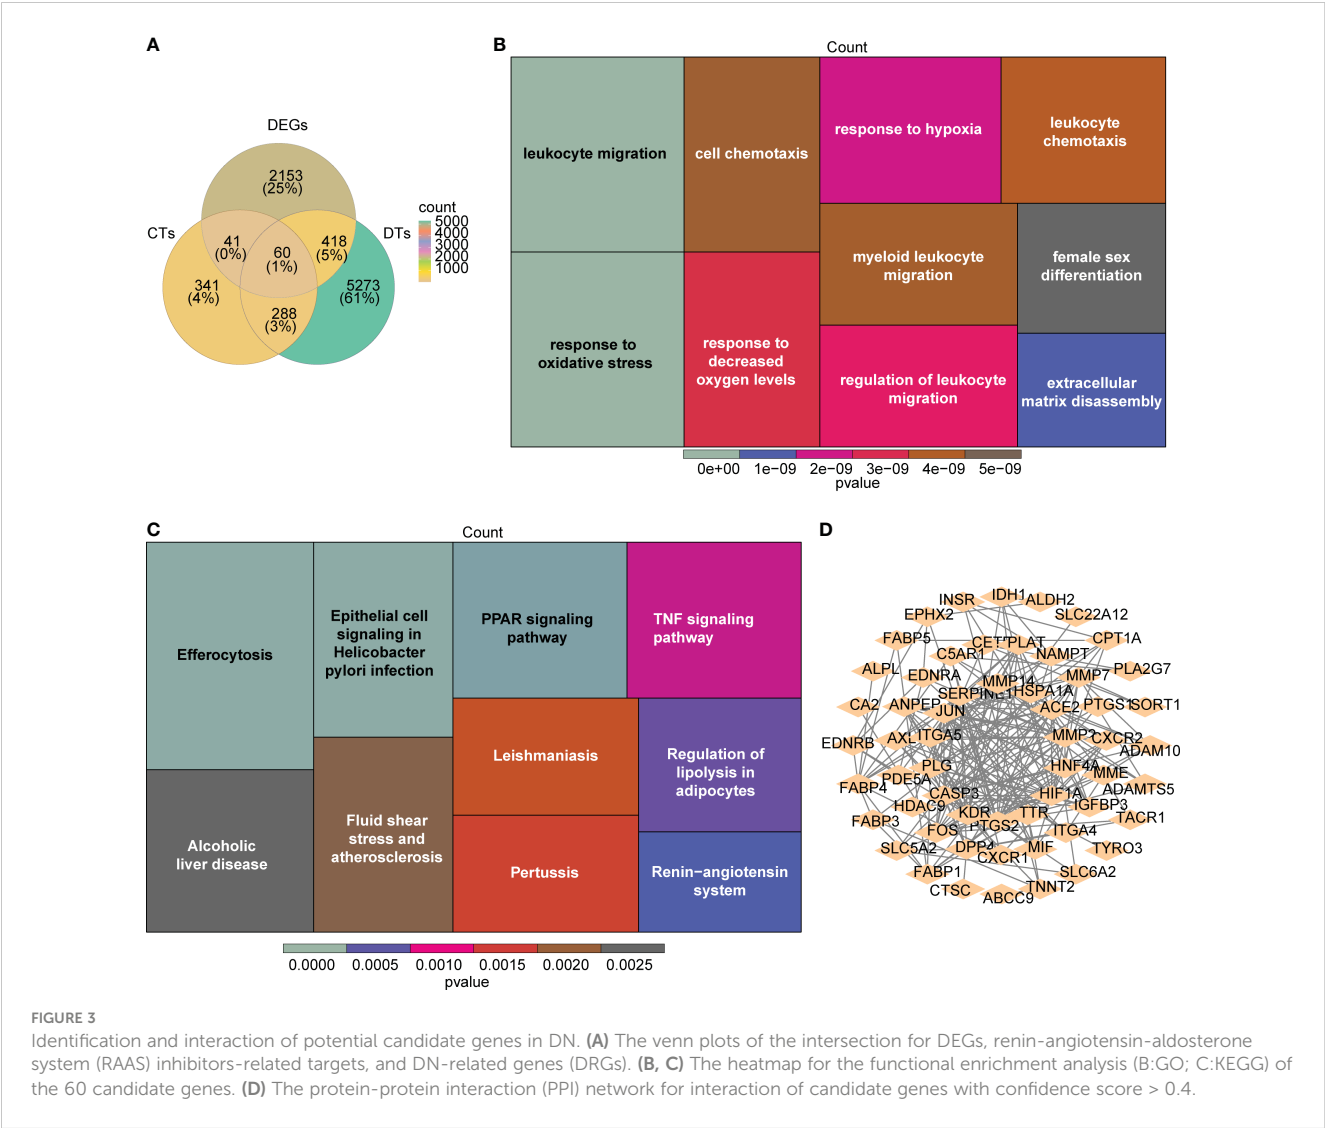 A
DEGs
2153
(25%)
CTs
DTs
41
(0%)
60
(1%)
418
(5%)
341
(4%)
288
(3%)
5273
(61%)
count
5000
4000
3000
2000
1000
B
Count
leukocyte migration
cell chemotaxis
response to hypoxia
leukocyte
chemotaxis
myeloid leukocyte
migration
female sex
differentiation
response to
oxidative stress
response to
decreased
oxygen levels
regulation of leukocyte
migration
extracellular
matrix disassembly
0e+00 1e−09 2e−09 3e−09 4e−09 5e−09
pvalue
C
Count
Efferocytosis
Epithelial cell
signaling in
Helicobacter
pylori infection
PPAR signaling
pathway
TNF signaling
pathway
Leishmaniasis
Regulation of
lipolysis in
adipocytes
Alcoholic
liver disease
Fluid shear
stress and
atherosclerosis
Pertussis
Renin−angiotensin
system
0.0000 0.0005 0.0010 0.0015 0.0020 0.0025
pvalue
D
INSR
IDH1
ALDH2
EPHX2
SLC22A12
FABP5
PLAT
CPT1A
C5AR1
NAMPT
ALPL
EDNRA
MMP14
MMP7
PLA2G7
HSPA1A
CA2
ANPEP
JUN
ACE2
PTGS1
SORT1
EDNRB
AXL
ITGA5
MMP2
CXCR2
ADAM10
PLG
HNF4A
MME
FABP4
PDE5A
CASP3
HIF1A
ADAMTS5
HDAC9
KDR
TTR
IGFBP3
FABP3
FOS
PTGS2
ITGA4
TACR1
SLC5A2
DPP4
CXCR1
MIF
TYRO3
FABP1
SLC6A2
CTSC
ABCC9
TNNT2
FIGURE 3
Identification and interaction of potential candidate genes in DN. (A) The venn plots of the intersection for DEGs, renin-angiotensin-aldosterone
system (RAAS) inhibitors-related targets, and DN-related genes (DRGs). (B, C) The heatmap for the functional enrichment analysis (B:GO; C:KEGG) of
the 60 candidate genes. (D) The protein-protein interaction (PPI) network for interaction of candidate genes with confidence score > 0.4.